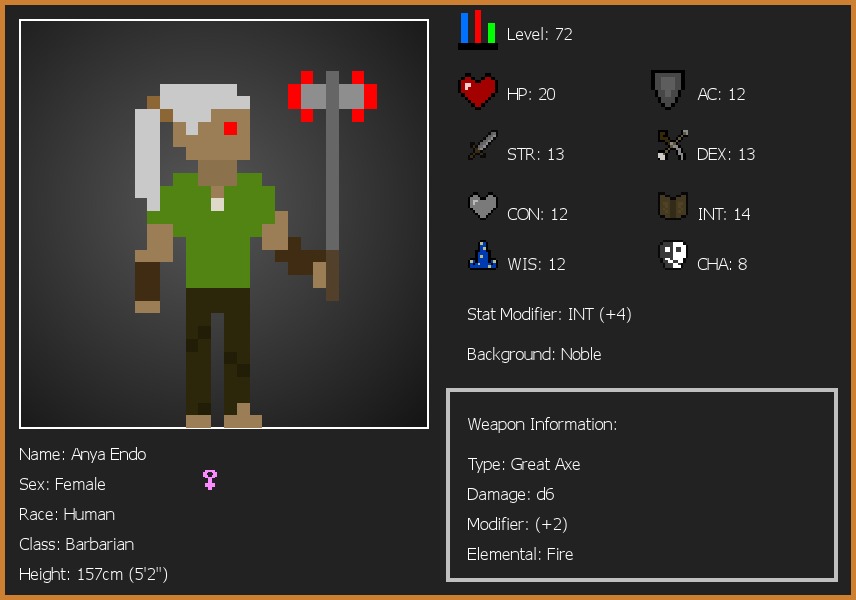 Level: 72
HP: 20
AC: 12
STR: 13
DEX: 13
CON: 12
INT: 14
WIS: 12
CHA: 8
Stat Modifier: INT (+4)
Background: Noble
Weapon Information:
Type: Great Axe
Damage: d6
Modifier: (+2)
Elemental: Fire
Name: Anya Endo
Sex: Female
Race: Human
Class: Barbarian
Height: 157cm (5'2")